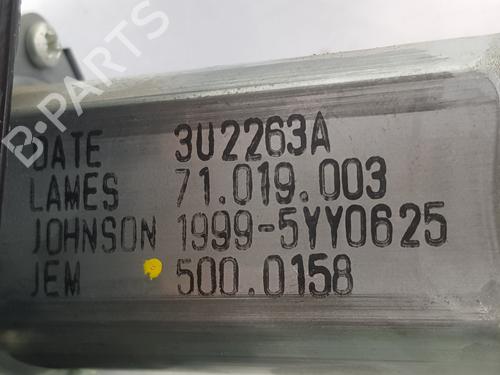 B-PARTS
DATE 3U2263A
LAMES 71.019.003
JOHNSON 1999-5YY0625
JEM 500.0158